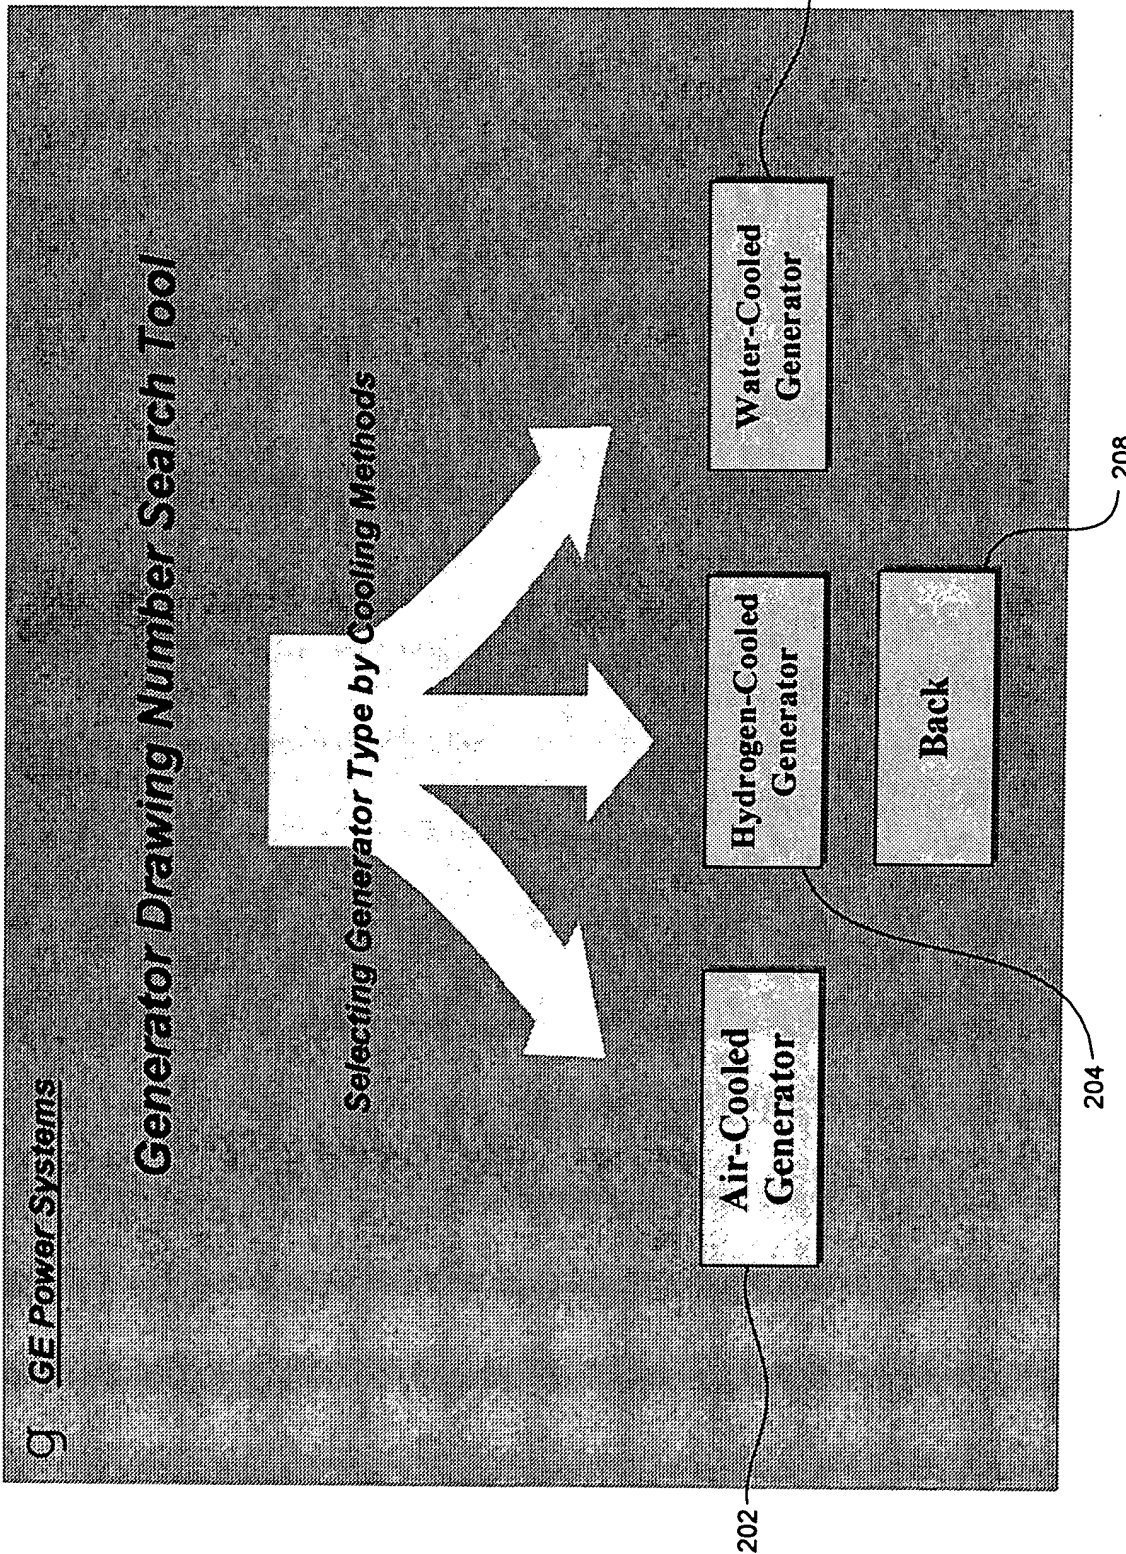 g GE Power Systems
Generator Drawing Number Search Tool
Selecting Generator Type by Cooling Methods
Air-Cooled
Generator
Hydrogen-Cooled
Generator
Water-Cooled
Generator
Back
202
204
208